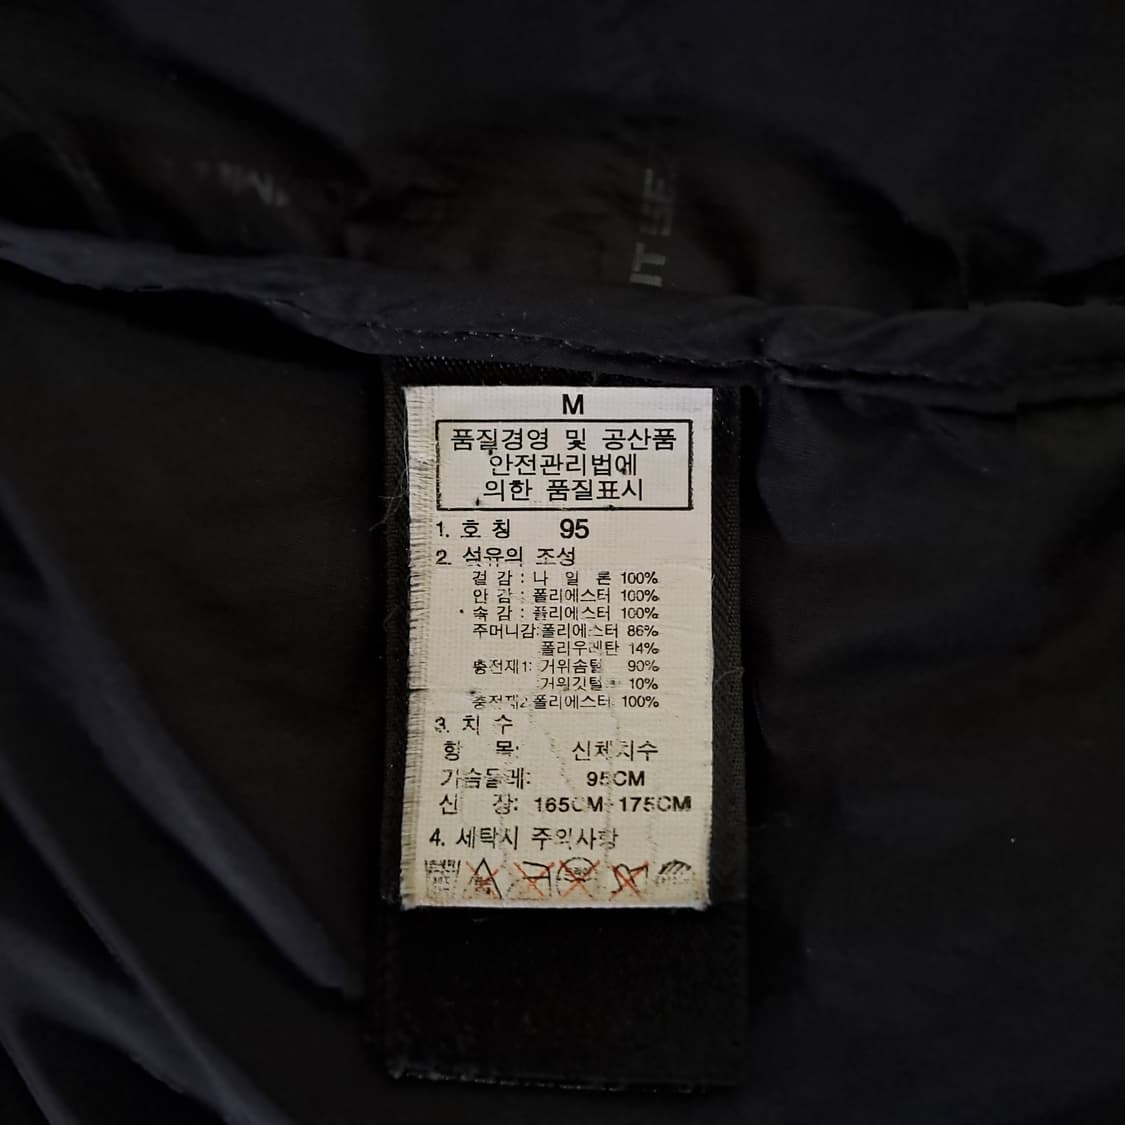 M
품질경영 및 공산품
안전관리법에
의한 품질표시
1. 호 칭 95
2. 섬유의 조성
겉 감 : 나 일 론 100%
안 감 : 폴리에스터 100%
속 감 : 폴리에스터 100%
주머니감:폴리에스터 86%
폴리우레탄 14%
충전재1: 거위솜털 90%
거위깃털 10%
충전재2:폴리에스터 100%
3. 치 수
항 목: 신체치수
가슴둘레: 95CM
신 장: 165CM-175CM
4. 세탁시 주의사항